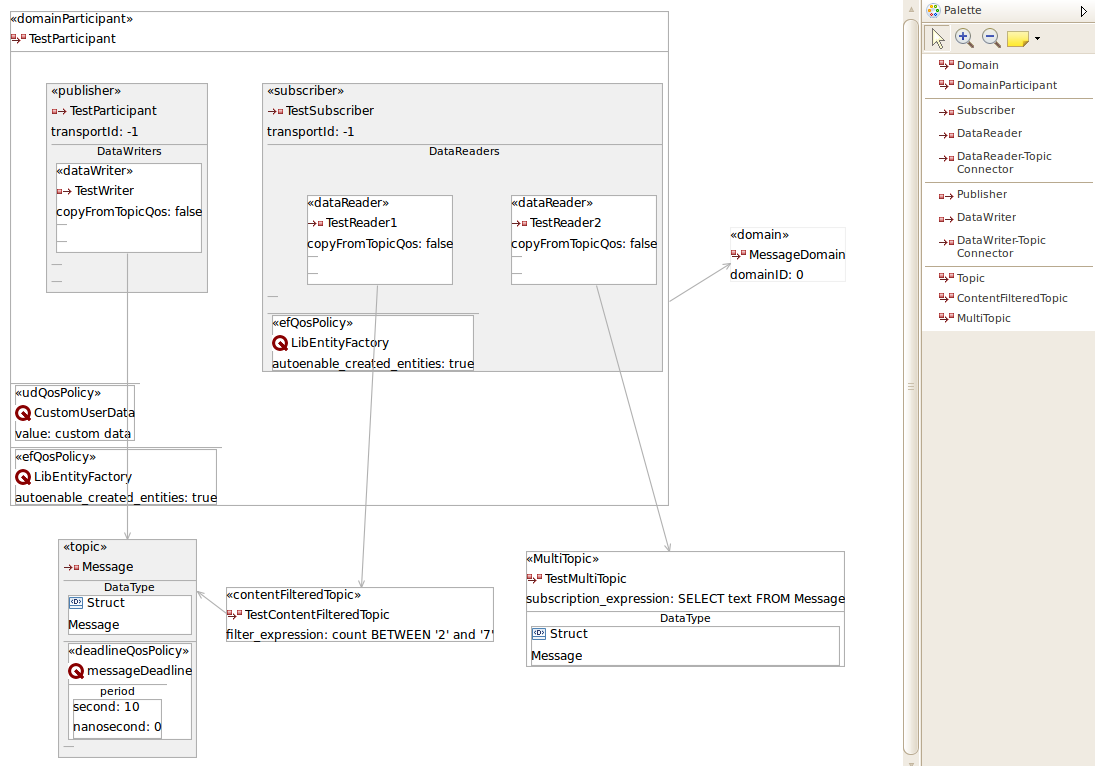 «domainParticipant»
TestParticipant
«publisher»
TestParticipant
transportId: -1
DataWriters
«dataWriter»
TestWriter
copyFromTopicQos: false
«subscriber»
TestSubscriber
transportId: -1
DataReaders
«dataReader»
TestReader1
copyFromTopicQos: false
«dataReader»
TestReader2
copyFromTopicQos: false
«efQosPolicy»
LibEntityFactory
autoenable_created_entities: true
«domain»
MessageDomain
domainID: 0
«udQosPolicy»
CustomUserData
value: custom data
«efQosPolicy»
LibEntityFactory
autoenable_created_entities: true
«topic»
Message
DataType
Struct
Message
«deadlineQosPolicy»
messageDeadline
period
second: 10
nanosecond: 0
«contentFilteredTopic»
TestContentFilteredTopic
filter_expression: count BETWEEN '2' and '7'
«MultiTopic»
TestMultiTopic
subscription_expression: SELECT text FROM Message
DataType
Struct
Message
Palette
Domain
DomainParticipant
Subscriber
DataReader
DataReader-Topic
Connector
Publisher
DataWriter
DataWriter-Topic
Connector
Topic
ContentFilteredTopic
MultiTopic